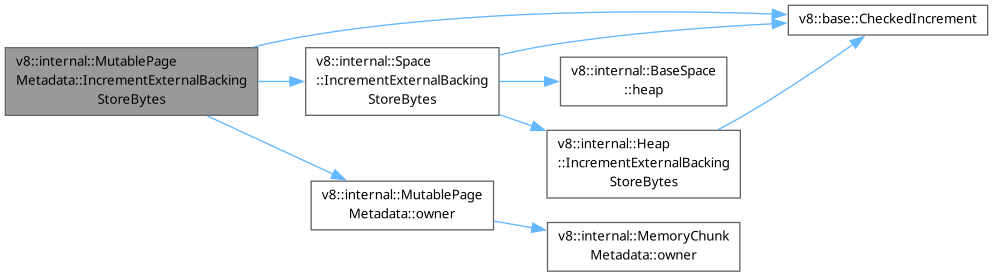 v8::internal::MutablePage
Metadata::IncrementExternalBacking
StoreBytes
v8::internal::Space
::IncrementExternalBacking
StoreBytes
v8::base::CheckedIncrement
v8::internal::BaseSpace
::heap
v8::internal::Heap
::IncrementExternalBacking
StoreBytes
v8::internal::MutablePage
Metadata::owner
v8::internal::MemoryChunk
Metadata::owner